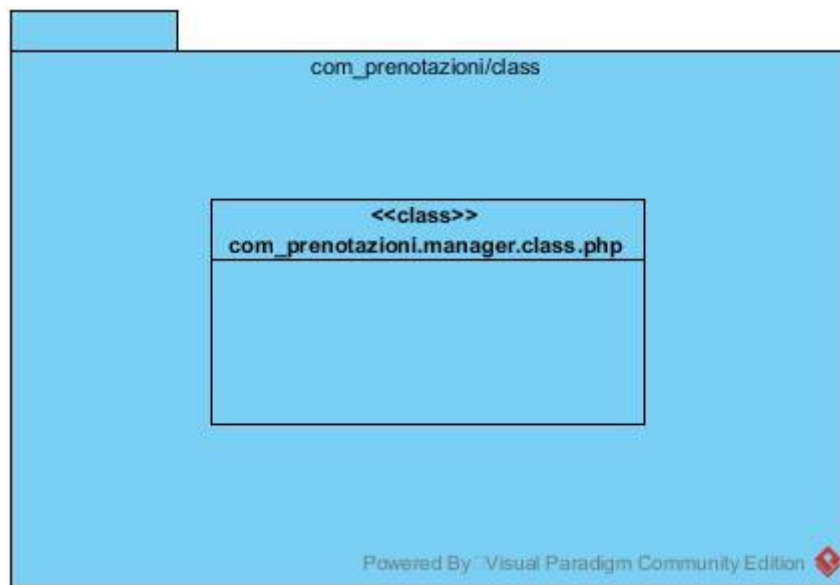 com_prenotazioni/class
<<class>>
com_prenotazioni.manager.class.php
Powered By Visual Paradigm Community Edition